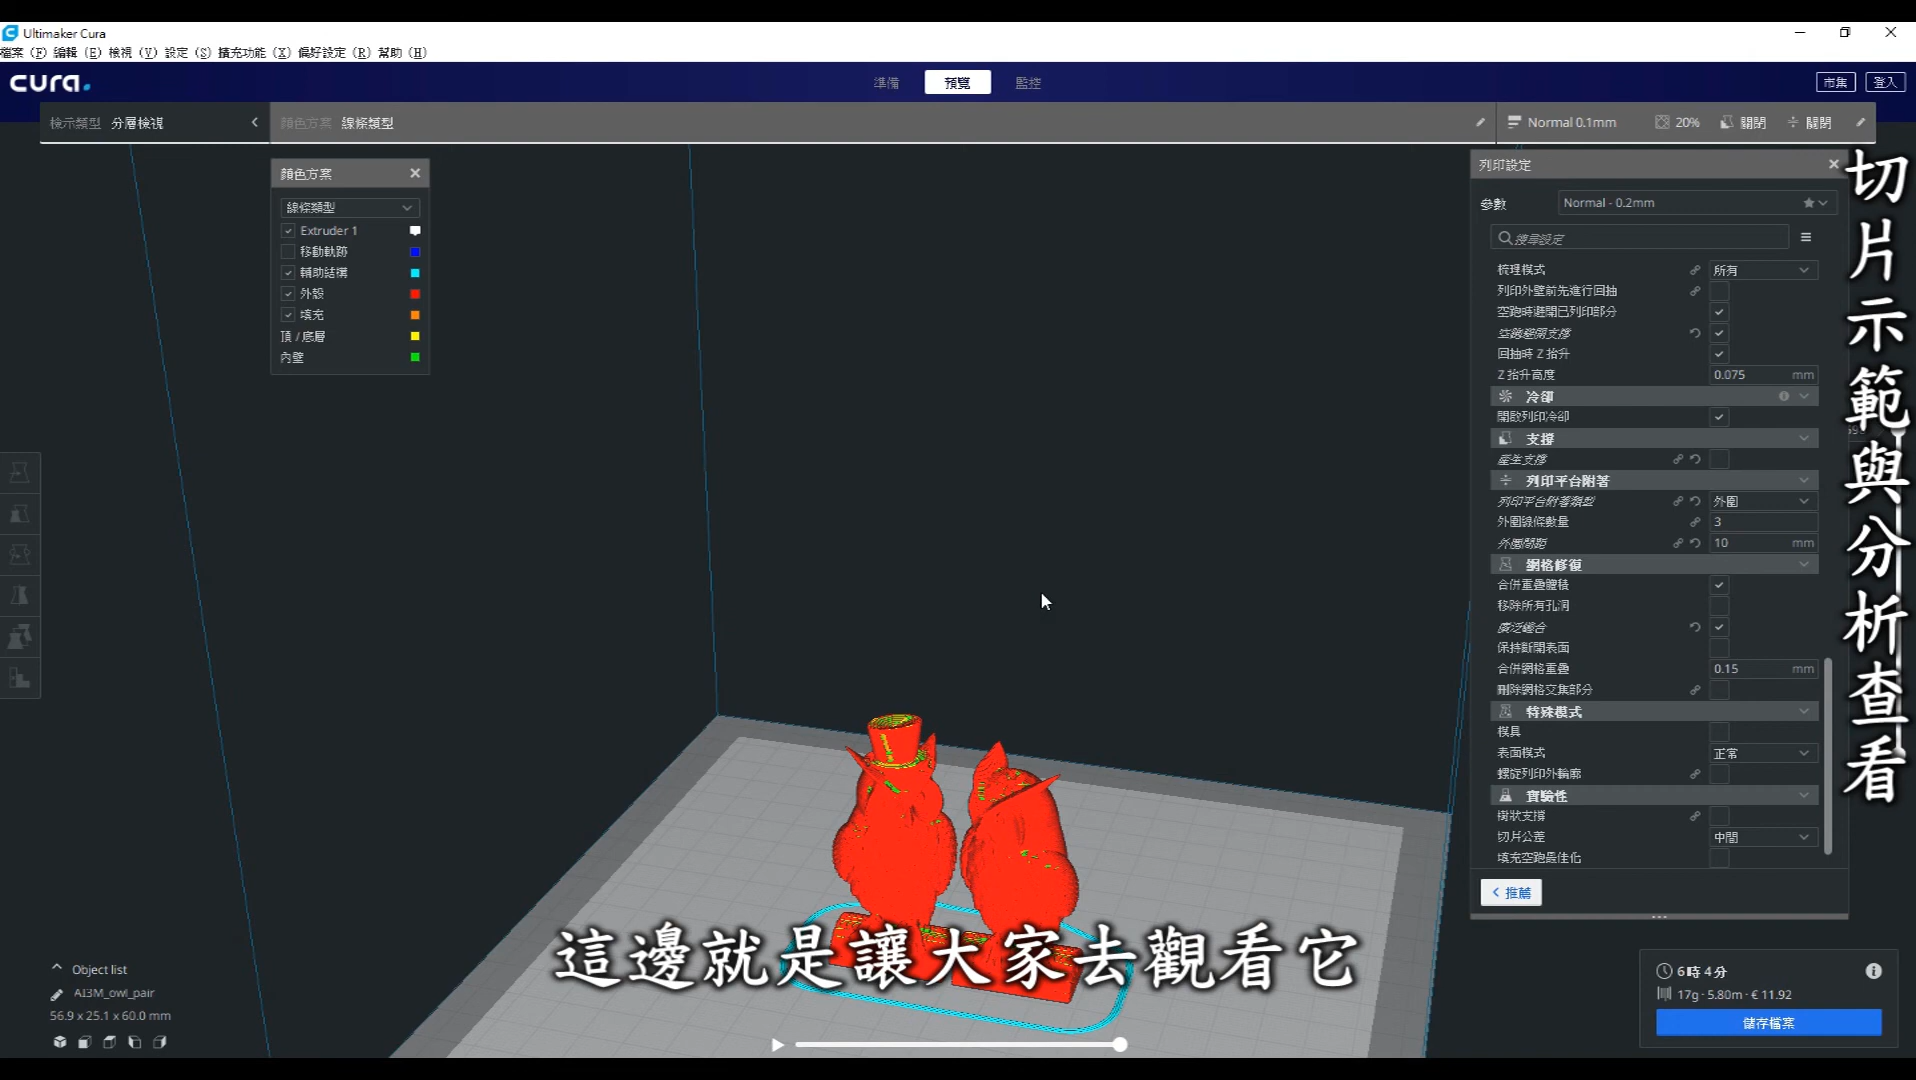 Ultimaker Cura
檔案 (F) 編輯 (E) 檢視 (V) 設定 (S) 擴充功能 (X) 偏好設定 (R) 幫助 (H)
cura.
準備
預覽
監控
市集
登入
檢示類型 分層檢視
顏色方案 線條類型
Normal 0.1mm
20%
關閉
關閉
顏色方案
線條類型
Extruder 1
移動軌跡
輔助結構
外殼
填充
頂 / 底層
內壁
列印設定
參數
Normal - 0.2mm
搜尋設定
梳理模式 所有
列印外壁前先進行回抽
空跑時避開已列印部分
空跑避開支撐
回抽時 Z 抬升
Z 抬升高度 0.075 mm
冷卻
開啟列印冷卻
支撐
產生支撐
列印平台附著
列印平台附著類型 外圍
外圍線條數量 3
外圍間距 10 mm
網格修復
合併重疊體積
移除所有孔洞
廣泛縫合
保持斷開表面
合併網格重疊 0.15 mm
刪除網格交集部分
特殊模式
模具
表面模式 正常
螺旋列印外輪廓
實驗性
樹狀支撐
切片公差 中間
填充空跑最佳化
推薦
切片示範與分析查看
這邊就是讓大家去觀看它
Object list
AI3M_owl_pair
56.9 x 25.1 x 60.0 mm
6時 4分
17g · 5.80m · € 11.92
儲存檔案